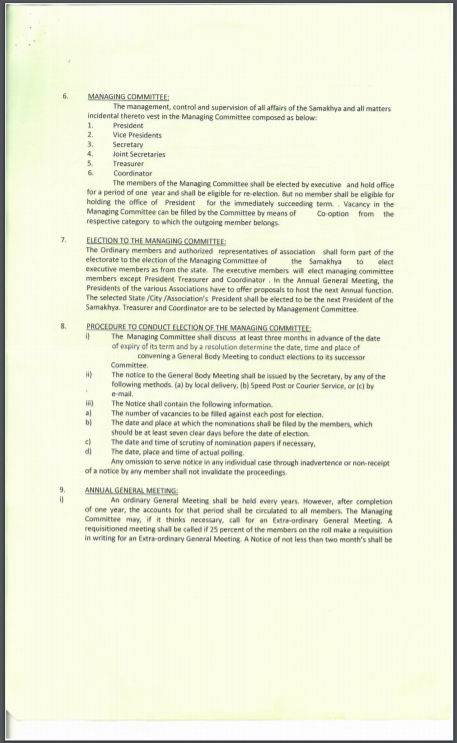 6. MANAGING COMMITTEE:
The management, control and supervision of all affairs of the Samakhya and all matters
incidental thereto vest in the Managing Committee composed as below:
1. President
2. Vice Presidents
3. Secretary
4. Joint Secretaries
5. Treasurer
6. Coordinator
The members of the Managing Committee shall be elected by executive and hold office
for a period of one year and shall be eligible for re-election. But no member shall be eligible for
holding the office of President for the immediately succeeding term. . Vacancy in the
Managing Committee can be filled by the Committee by means of Co-option from the
respective category to which the outgoing member belongs.
7. ELECTION TO THE MANAGING COMMITTEE:
The Ordinary members and authorized representatives of association shall form part of the
electorate to the election of the Managing Committee of the Samakhya to elect
executive members as from the state. The executive members will elect managing committee
members except President Treasurer and Coordinator . In the Annual General Meeting, the
Presidents of the various Associations have to offer proposals to host the next Annual function.
The selected State /City /Association's President shall be elected to be the next President of the
Samakhya. Treasurer and Coordinator are to be selected by Management Committee.
8. PROCEDURE TO CONDUCT ELECTION OF THE MANAGING COMMITTEE:
i) The Managing Committee shall discuss at least three months in advance of the date
of expiry of its term and by a resolution determine the date, time and place of
convening a General Body Meeting to conduct elections to its successor
Committee.
ii) The notice to the General Body Meeting shall be issued by the Secretary, by any of the
following methods. (a) by local delivery, (b) Speed Post or Courier Service, or (c) by
e-mail.
iii) The Notice shall contain the following information.
a) The number of vacancies to be filled against each post for election.
b) The date and place at which the nominations shall be filed by the members, which
should be at least seven clear days before the date of election.
c) The date and time of scrutiny of nomination papers if necessary,
d) The date, place and time of actual polling.
Any omission to serve notice in any individual case through inadvertence or non-receipt
of a notice by any member shall not invalidate the proceedings.
9. ANNUAL GENERAL MEETING:
i) An ordinary General Meeting shall be held every years. However, after completion
of one year, the accounts for that period shall be circulated to all members. The Managing
Committee may, if it thinks necessary, call for an Extra-ordinary General Meeting. A
requisitioned meeting shall be called if 25 percent of the members on the roll make a requisition
in writing for an Extra-ordinary General Meeting. A Notice of not less than two month's shall be